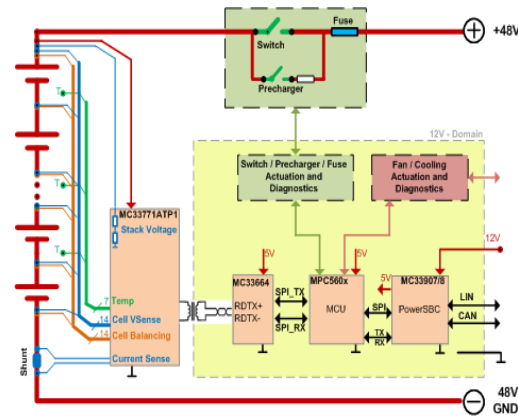 Fuse
+48V
Switch
Precharger
12V - Domain
Switch / Precharger / Fuse
Actuation and
Diagnostics
Fan / Cooling
Actuation and
Diagnostics
T
T
T
MC33771ATP1
Stack Voltage
5V
5V
12V
MC33664
MPC560x
MC33907/8
5V
RDTX+
RDTX-
SPI_TX
SPI_RX
MCU
SPI
TX
RX
PowerSBC
LIN
CAN
7
Temp
14
Cell VSense
14
Cell Balancing
Current Sense
Shunt
48V
GND